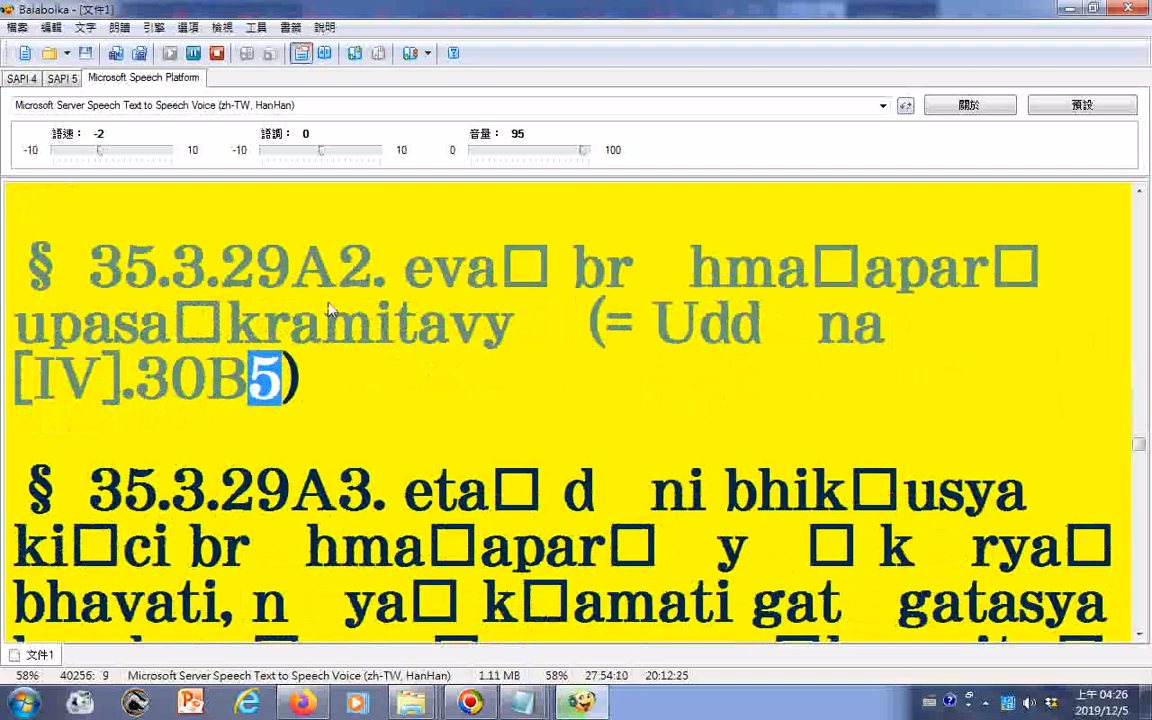 Balabolka - [文件1]
檔案 編輯 文字 朗讀 引擎 選項 檢視 工具 書籤 說明
SAPI 4 SAPI 5 Microsoft Speech Platform
Microsoft Server Speech Text to Speech Voice (zh-TW, HanHan) 關於 預設
語速: -2 語調: 0 音量: 95
-10 10 -10 10 0 100
§ 35.3.29A2. eva□ br hma□apar□
upasa□kramitavy (= Udd na
[IV].30B5)
§ 35.3.29A3. eta□ d ni bhik□usya
ki□ci br hma□apar□ y □ k rya□
bhavati, n ya□ k□amati gat gatasya
文件1
58% 40256: 9 Microsoft Server Speech Text to Speech Voice (zh-TW, HanHan) 1.11 MB 58% 27:54:10 20:12:25
上午 04:26
2019/12/5